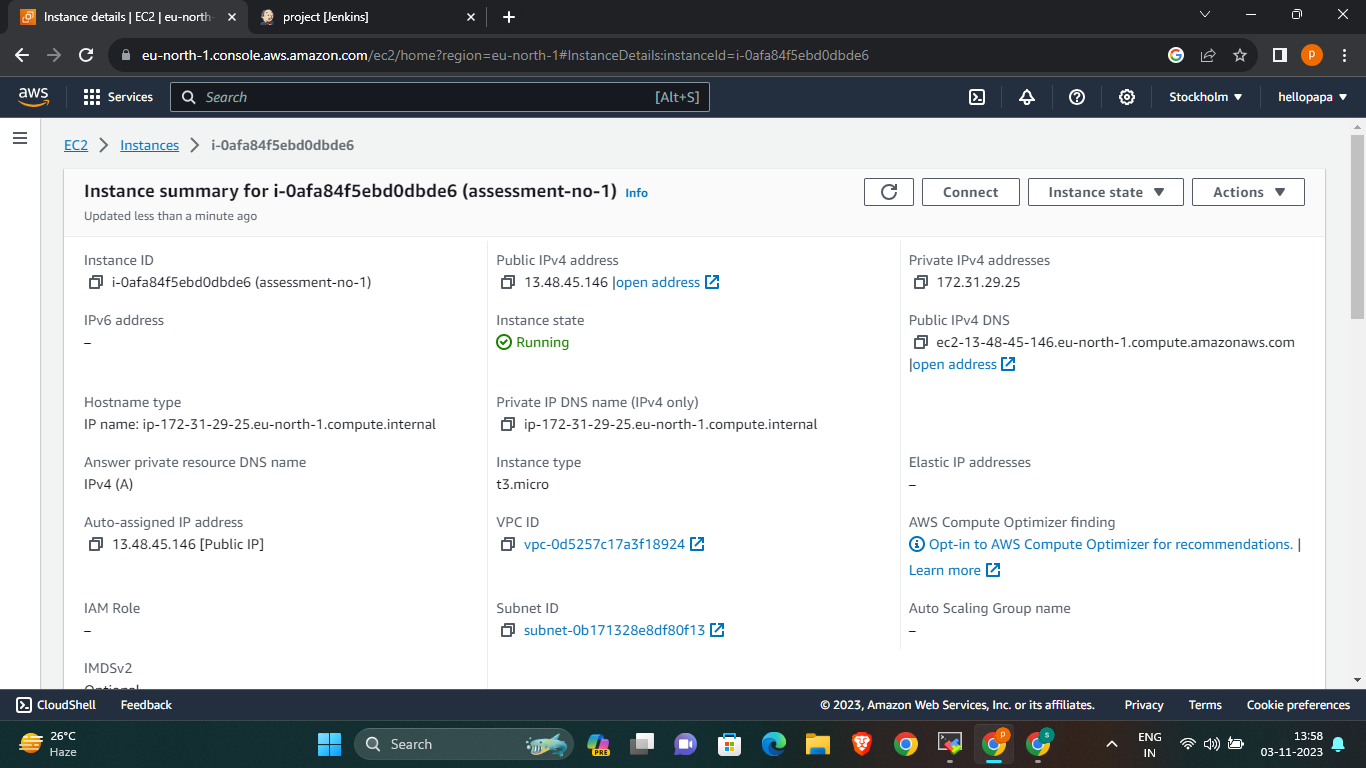 Instance details | EC2 | eu-north-
project [Jenkins]
eu-north-1.console.aws.amazon.com/ec2/home?region=eu-north-1#InstanceDetails:instanceId=i-0afa84f5ebd0dbde6
p
aws
Services
Search
[Alt+S]
Stockholm
hellopapa
EC2
Instances
i-0afa84f5ebd0dbde6
Instance summary for i-0afa84f5ebd0dbde6 (assessment-no-1) Info
Updated less than a minute ago
Connect
Instance state
Actions
Instance ID
i-0afa84f5ebd0dbde6 (assessment-no-1)
Public IPv4 address
13.48.45.146 |open address
Private IPv4 addresses
172.31.29.25
IPv6 address
–
Instance state
Running
Public IPv4 DNS
ec2-13-48-45-146.eu-north-1.compute.amazonaws.com
|open address
Hostname type
IP name: ip-172-31-29-25.eu-north-1.compute.internal
Private IP DNS name (IPv4 only)
ip-172-31-29-25.eu-north-1.compute.internal
Answer private resource DNS name
IPv4 (A)
Instance type
t3.micro
Elastic IP addresses
–
Auto-assigned IP address
13.48.45.146 [Public IP]
VPC ID
vpc-0d5257c17a3f18924
AWS Compute Optimizer finding
Opt-in to AWS Compute Optimizer for recommendations. |
Learn more
IAM Role
–
Subnet ID
subnet-0b171328e8df80f13
Auto Scaling Group name
–
IMDSv2
Optional
CloudShell
Feedback
© 2023, Amazon Web Services, Inc. or its affiliates.
Privacy
Terms
Cookie preferences
26°C
Haze
Search
PRE
p
s
ENG
IN
13:58
03-11-2023